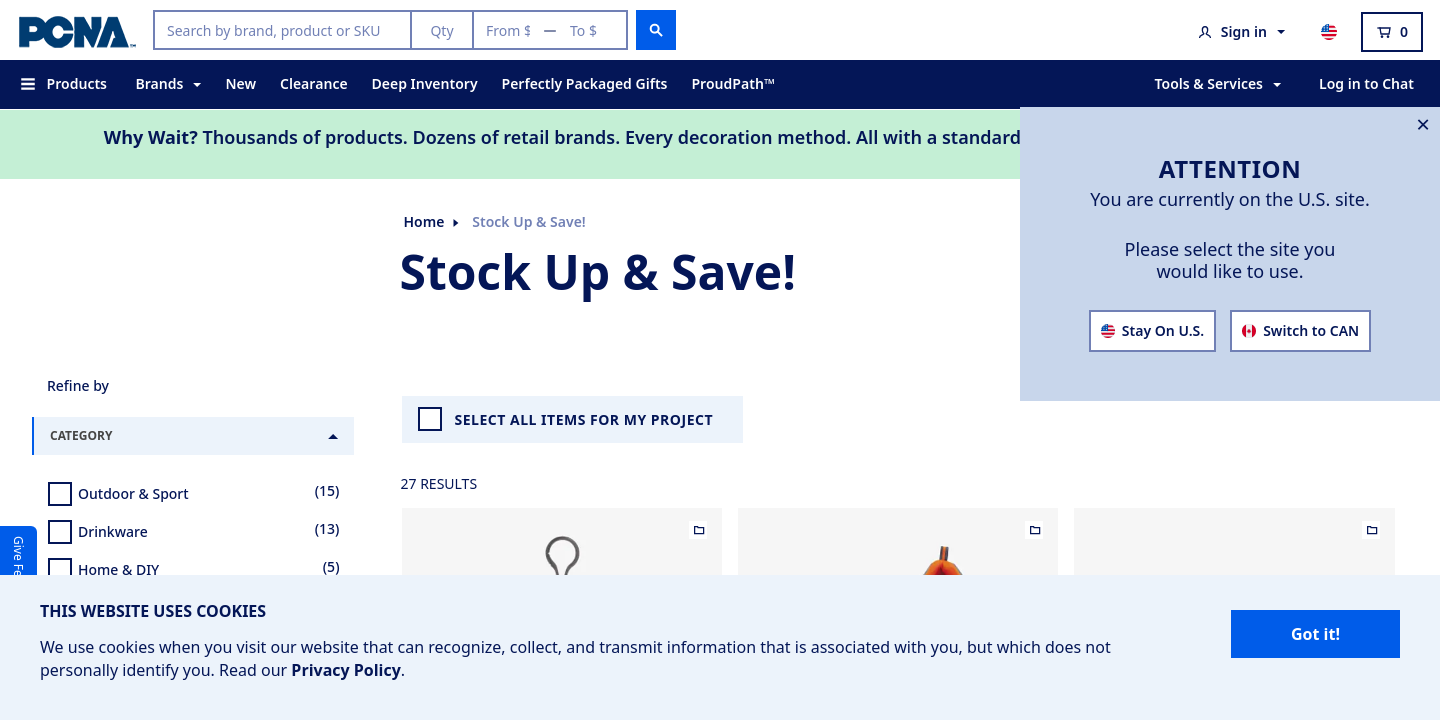 PCNA
Search by brand, product or SKU
Qty
From $
To $
Sign in
0
Products
Brands
New
Clearance
Deep Inventory
Perfectly Packaged Gifts
ProudPath™
Tools & Services
Log in to Chat
Why Wait? Thousands of products. Dozens of retail brands. Every decoration method. All with a standard
ATTENTION
You are currently on the U.S. site.
Please select the site you
would like to use.
Stay On U.S.
Switch to CAN
Home
Stock Up & Save!
Stock Up & Save!
Refine by
CATEGORY
Outdoor & Sport
(15)
Drinkware
(13)
Home & DIY
(5)
SELECT ALL ITEMS FOR MY PROJECT
27 RESULTS
Give
THIS WEBSITE USES COOKIES
We use cookies when you visit our website that can recognize, collect, and transmit information that is associated with you, but which does not
personally identify you. Read our Privacy Policy.
Got it!